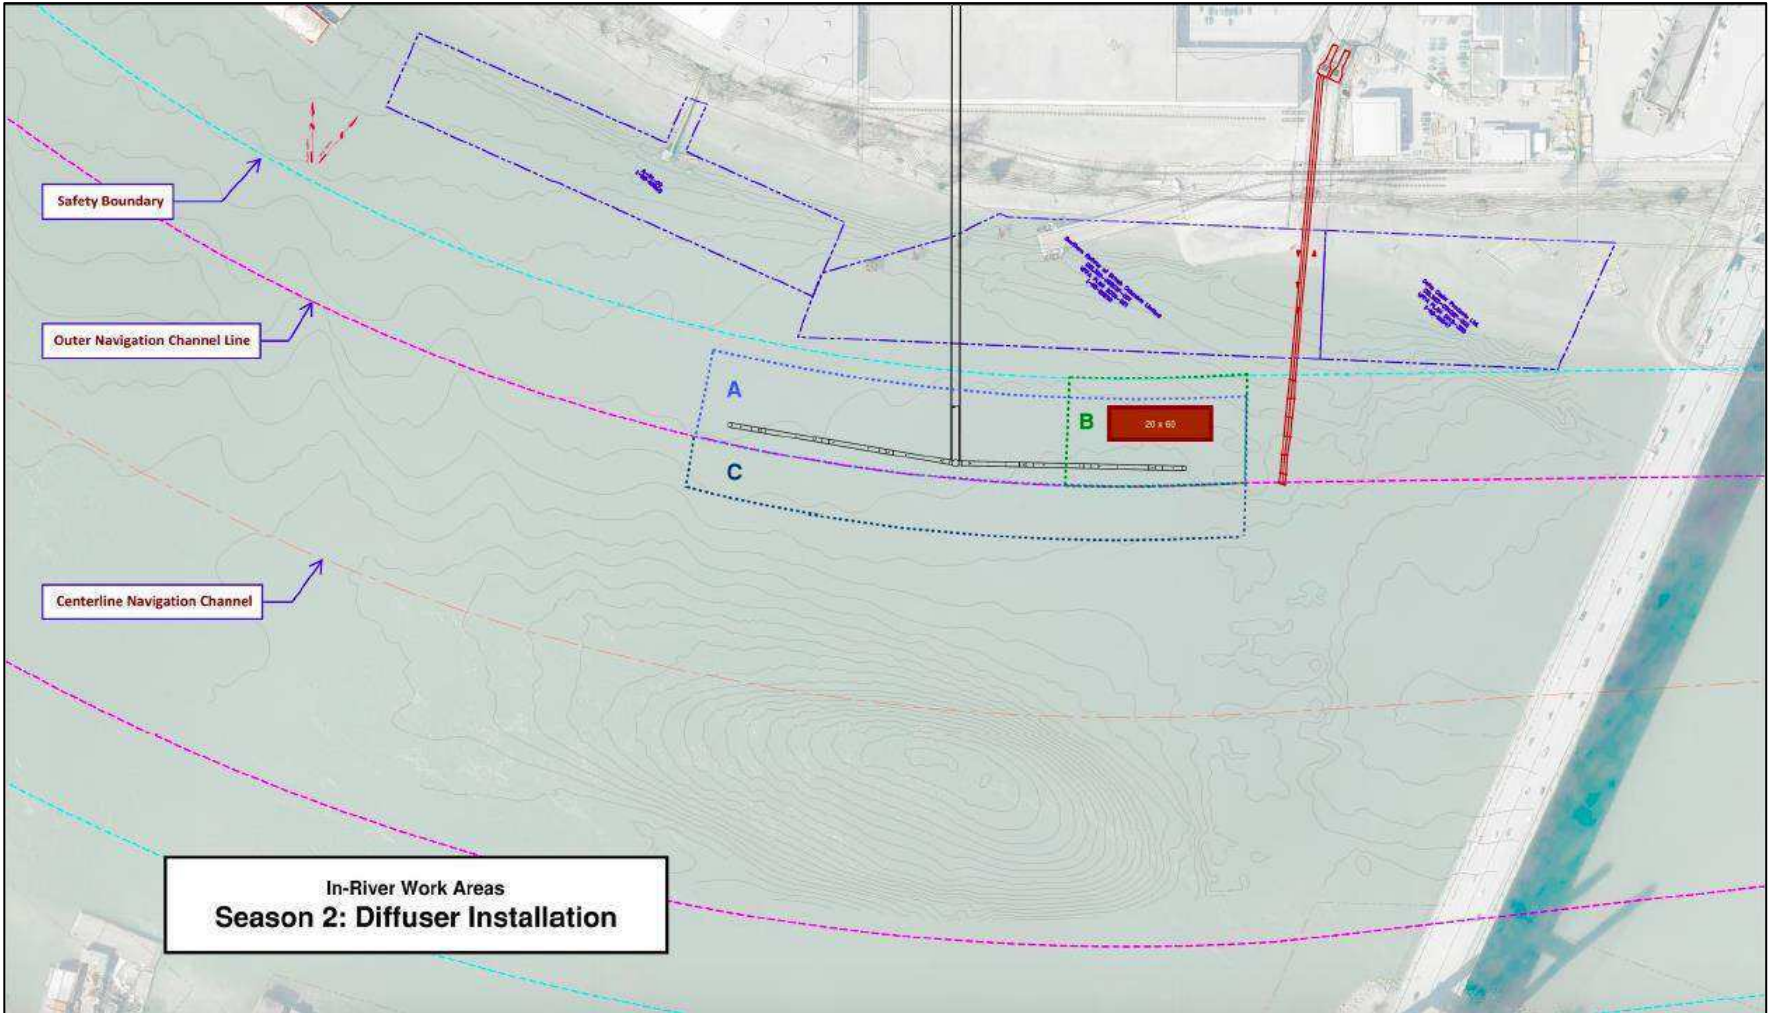 Safety Boundary
A
B
20 x 60
Outer Navigation Channel Line
C
Centerline Navigation Channel
In-River Work Areas
Season 2: Diffuser Installation